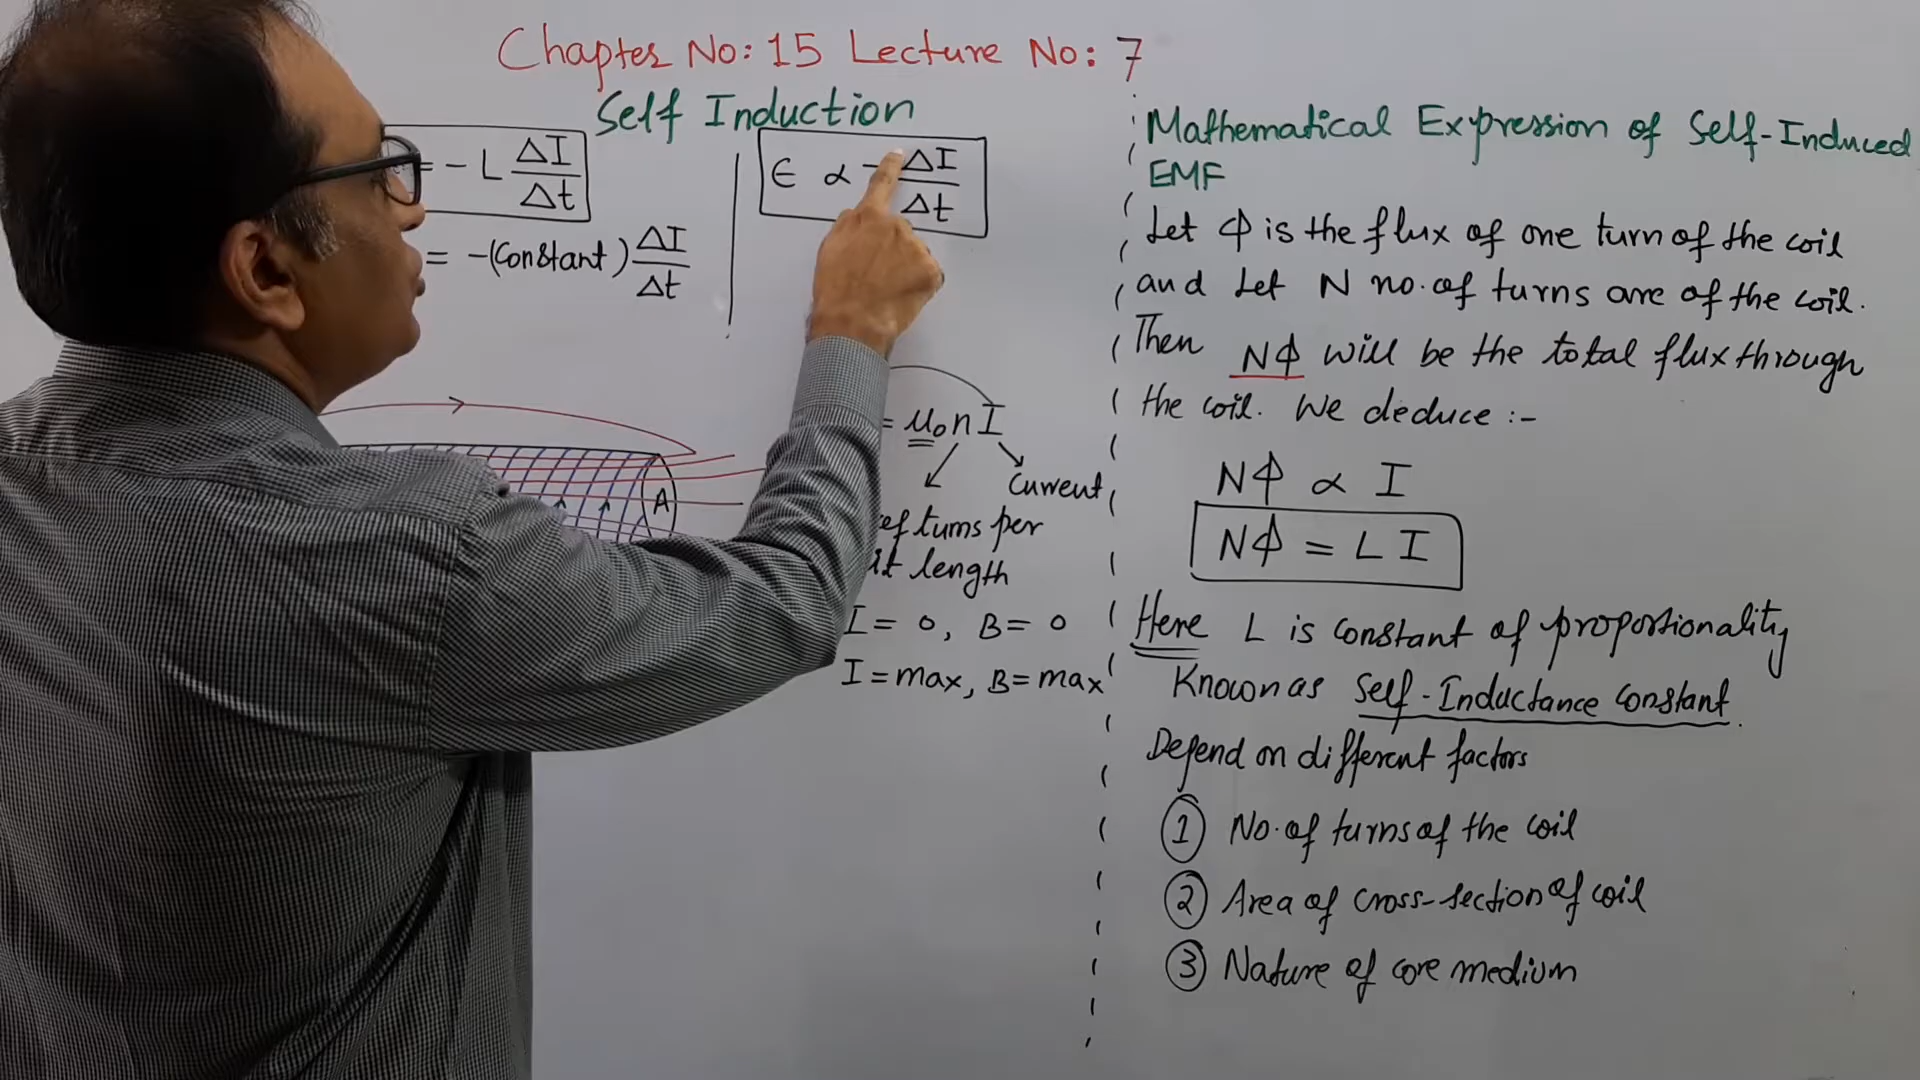 Chapter No: 15 Lecture No: 7
Self Induction
= - L ΔI/Δt
= -(Constant) ΔI/Δt
ϵ ∝ - ΔI/Δt
A
= μ₀nI
Current
of turns per
length
I = 0, B = 0
I = max, B = max
Mathematical Expression of Self-Induced
EMF
Let ϕ is the flux of one turn of the coil
and Let N no. of turns are of the coil.
Then Nϕ will be the total flux through
the coil. We deduce :-
Nϕ ∝ I
Nϕ = L I
Here L is constant of proportionality
Known as Self-Inductance constant.
Depend on different factors
① No. of turns of the coil
② Area of cross-section of coil
③ Nature of core medium